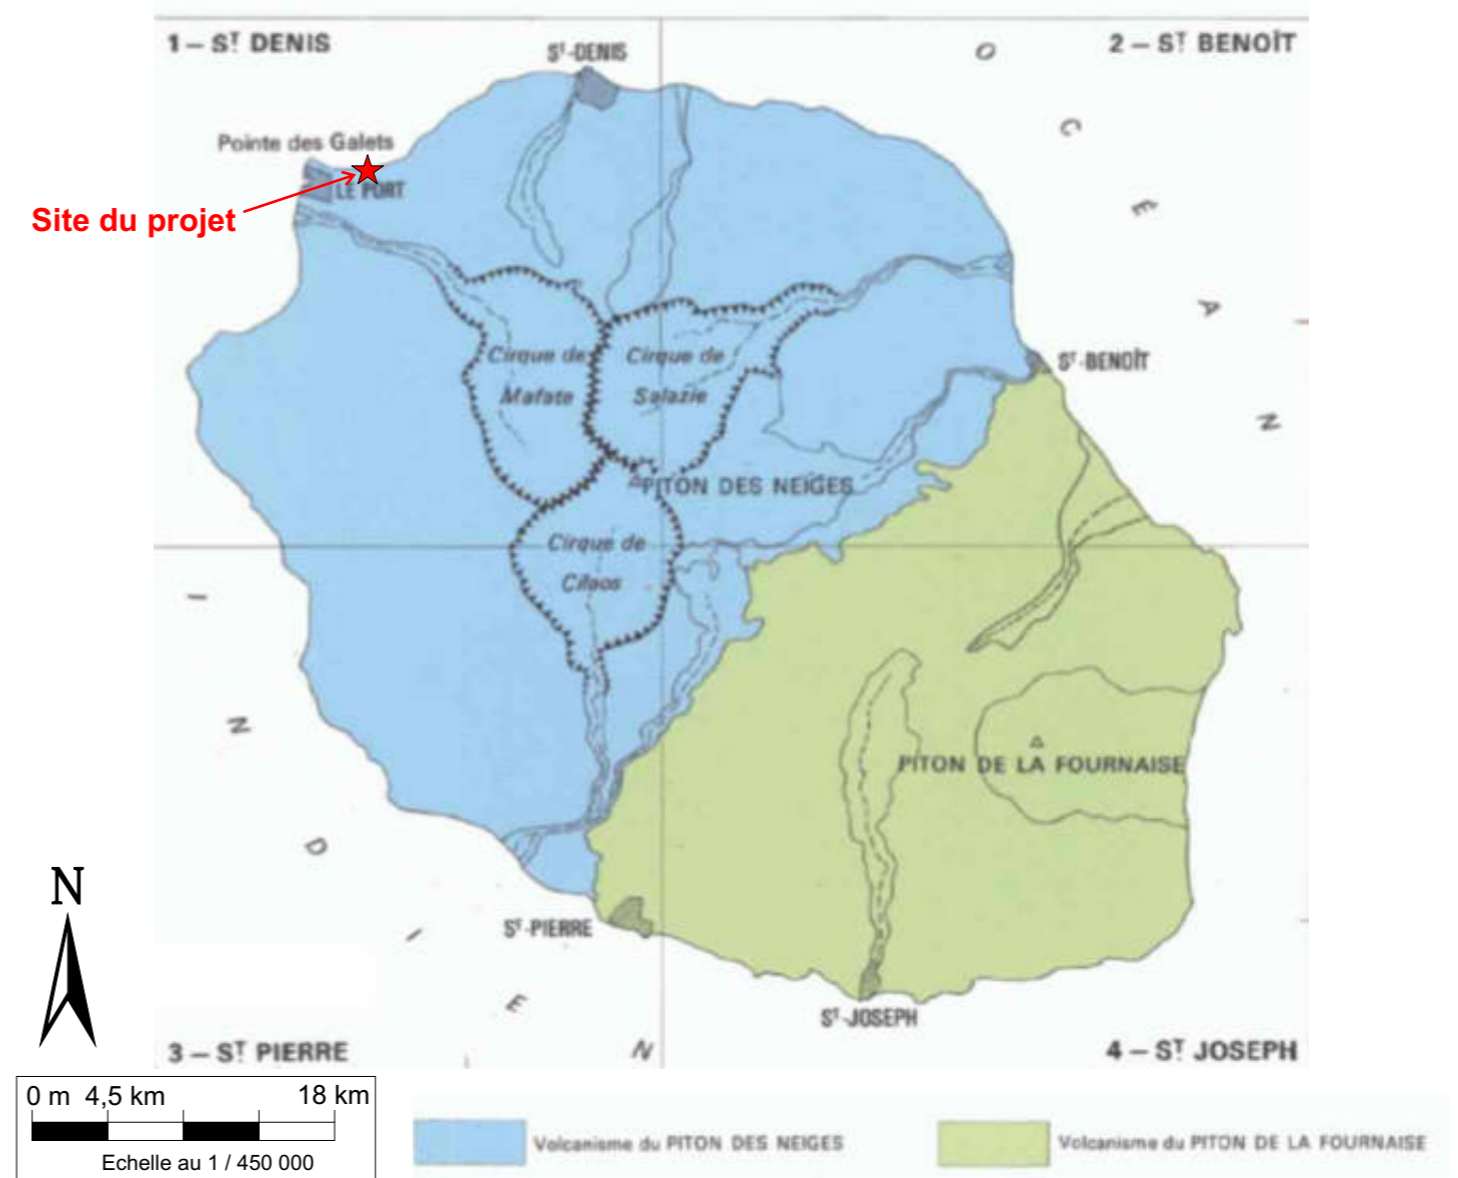 1 – Sᵀ DENIS
Sᵀ-DENIS
2 – Sᵀ BENOÎT
Pointe des Galets
LE PORT
Site du projet
Cirque de
Mafate
Cirque de
Salazie
Sᵀ-BENOÎT
PITON DES NEIGES
Cirque de
Cilaos
PITON DE LA FOURNAISE
OCÉAN
INDIEN
Sᵀ-PIERRE
Sᵀ-JOSEPH
N
3 – Sᵀ PIERRE
4 – Sᵀ JOSEPH
0 m 4,5 km 18 km
Echelle au 1 / 450 000
Volcanisme du PITON DES NEIGES
Volcanisme du PITON DE LA FOURNAISE